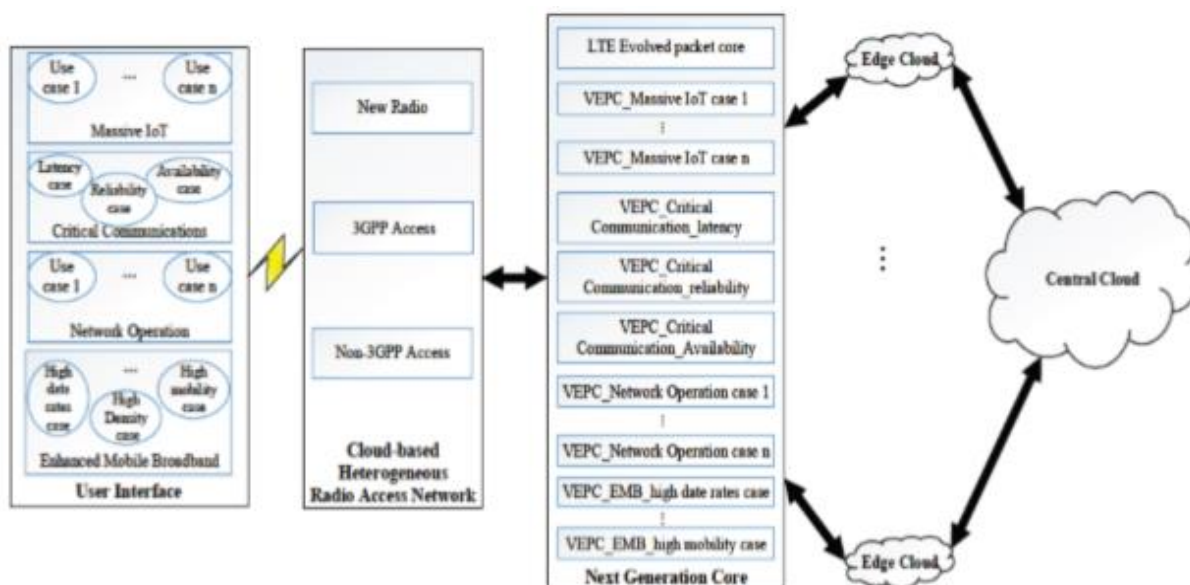 Use
case 1
...
Use
case n
Massive IoT
Latency
case
Reliability
case
Availability
case
Critical Communications
Use
case 1
...
Use
case n
Network Operation
High
date
rates
case
...
High
Density
case
High
mobility
case
Enhanced Mobile Broadband
User Interface
New Radio
3GPP Access
Non-3GPP Access
Cloud-based
Heterogeneous
Radio Access Network
LTE Evolved packet core
VEPC_Massive IoT case 1
⋮
VEPC_Massive IoT case n
VEPC_Critical
Communication_latency
VEPC_Critical
Communication_reliability
VEPC_Critical
Communication_Availability
VEPC_Network Operation case 1
⋮
VEPC_Network Operation case n
VEPC_EMB_high date rates case
⋮
VEPC_EMB_high mobility case
Next Generation Core
Edge Cloud
⋮
Edge Cloud
Central Cloud